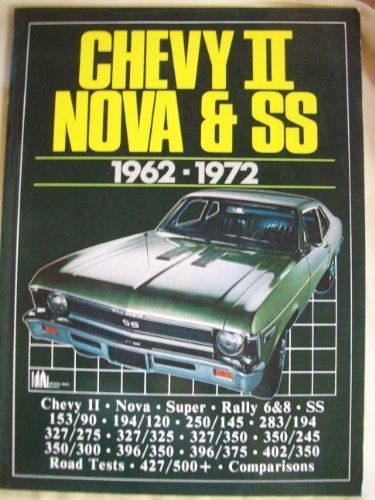 CHEVY II
NOVA & SS
1962-1972
SS
Chevy II • Nova • Super • Rally 6&8 • SS
153/90 • 194/120 • 250/145 • 283/194
327/275 • 327/325 • 327/350 • 350/245
350/300 • 396/350 • 396/375 • 402/350
Road Tests • 427/500+ • Comparisons